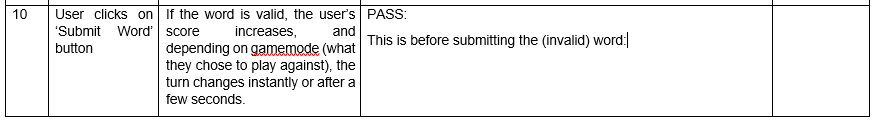 10
User clicks on
‘Submit Word’
button
If the word is valid, the user’s
score increases, and
depending on gamemode (what
they chose to play against), the
turn changes instantly or after a
few seconds.
PASS:
This is before submitting the (invalid) word: